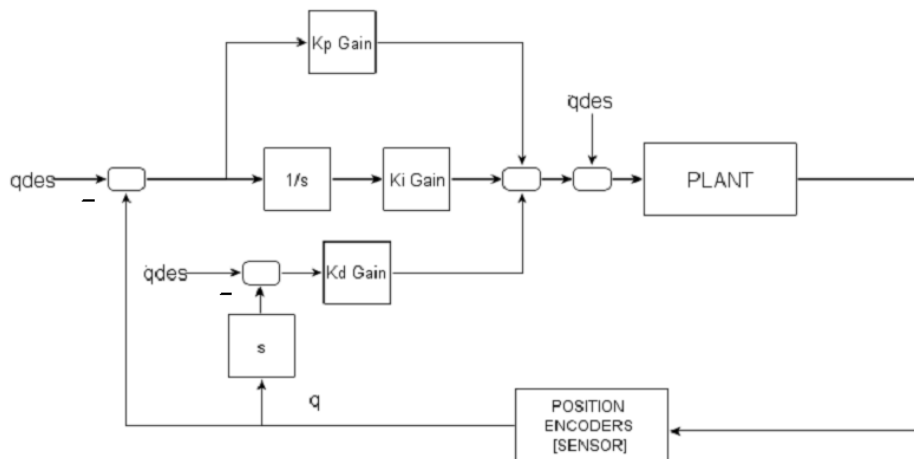 Kp Gain
q̈des
qdes
–
1/s
Ki Gain
PLANT
q̇des
–
Kd Gain
s
q
POSITION
ENCODERS
[SENSOR]